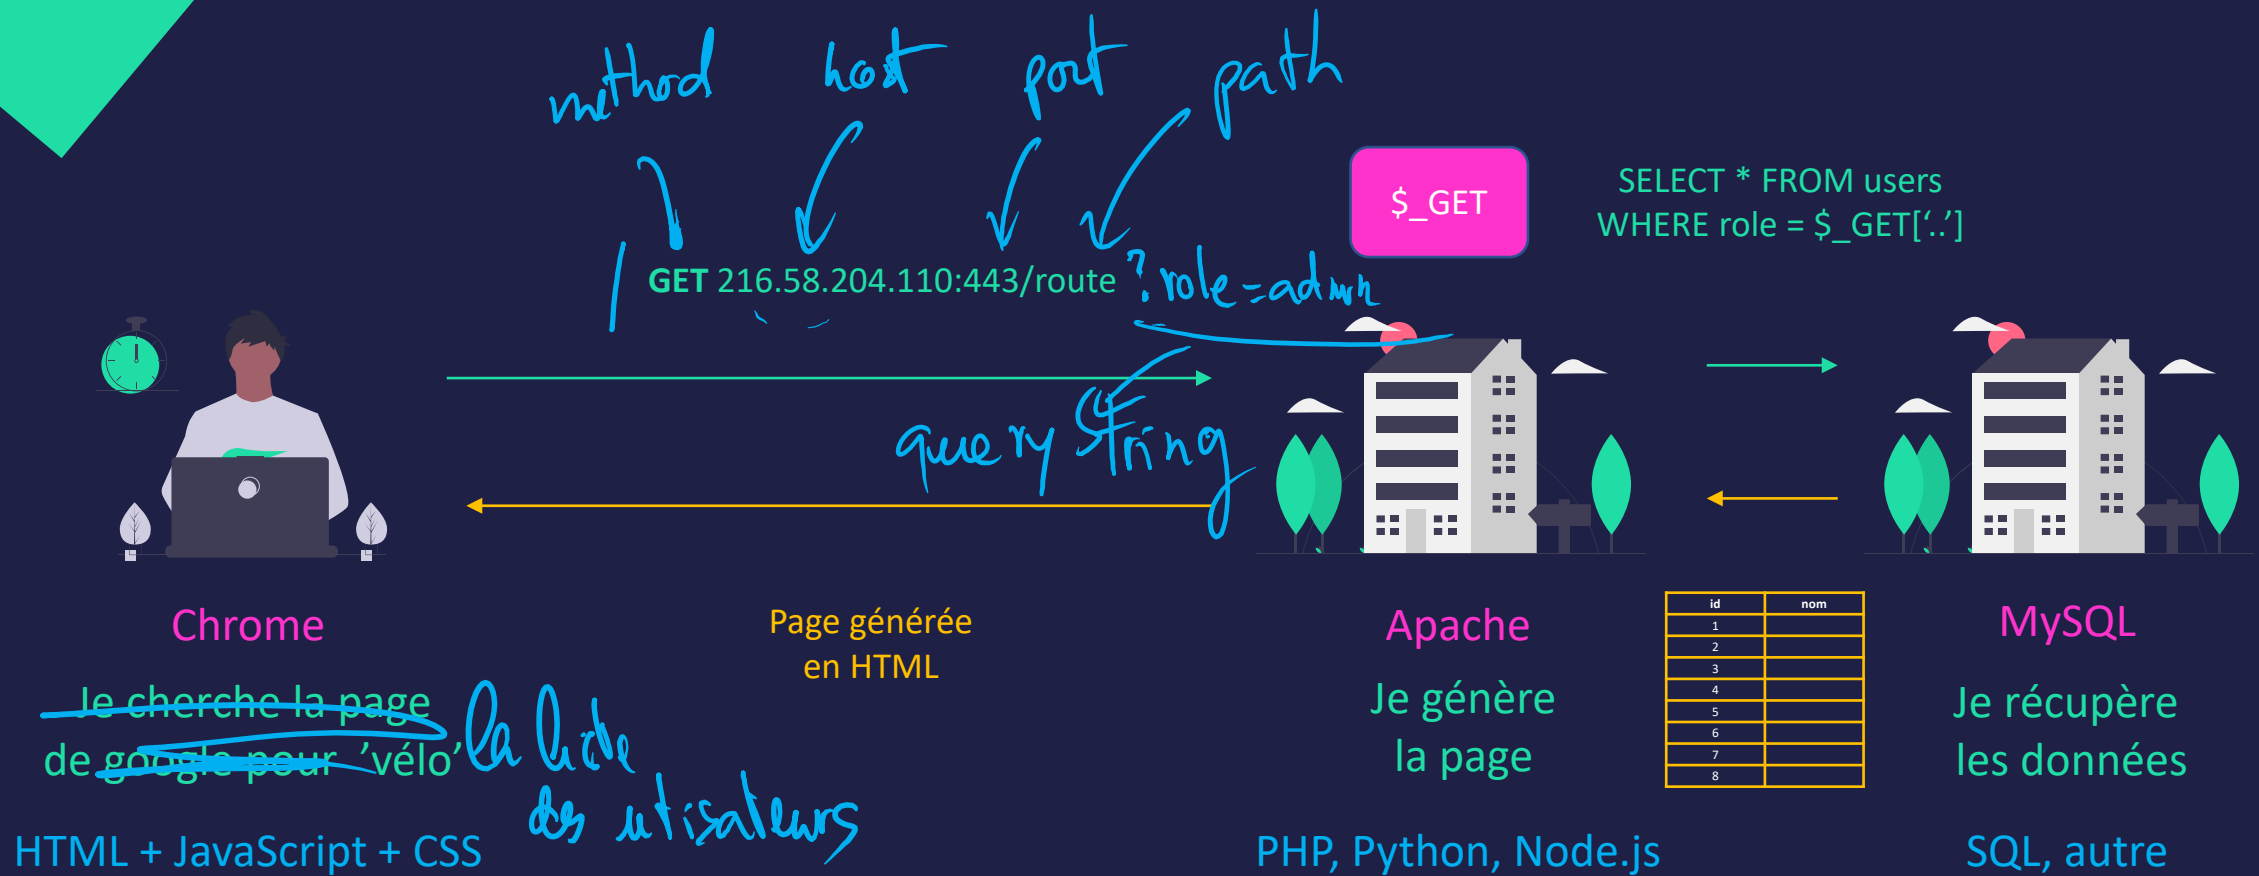 method host port path
$_GET
SELECT * FROM users
WHERE role = $_GET[‘..’]
GET 216.58.204.110:443/route ?role=admin
query string
Chrome
Page générée
en HTML
Apache
id nom
1
2
3
4
5
6
7
8
MySQL
Je cherche la page
de google pour ’vélo’
la liste
des utisateurs
Je génère
la page
Je récupère
les données
HTML + JavaScript + CSS
PHP, Python, Node.js
SQL, autre